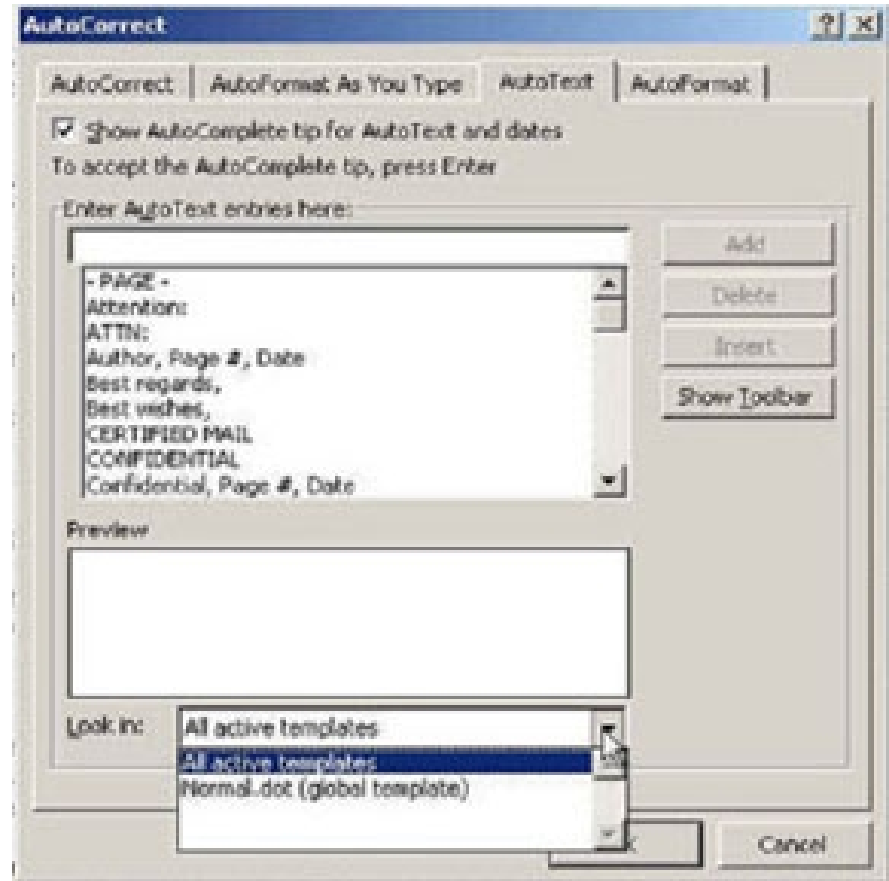 AutoCorrect
AutoCorrect AutoFormat As You Type AutoText AutoFormat
Show AutoComplete tip for AutoText and dates
To accept the AutoComplete tip, press Enter
Enter AutoText entries here:
Add
- PAGE -
Attention:
ATTN:
Author, Page #, Date
Best regards,
Best wishes,
CERTIFIED MAIL
CONFIDENTIAL
Confidential, Page #, Date
Delete
Insert
Show Toolbar
Preview
Look in: All active templates
All active templates
Normal.dot (global template)
Cancel